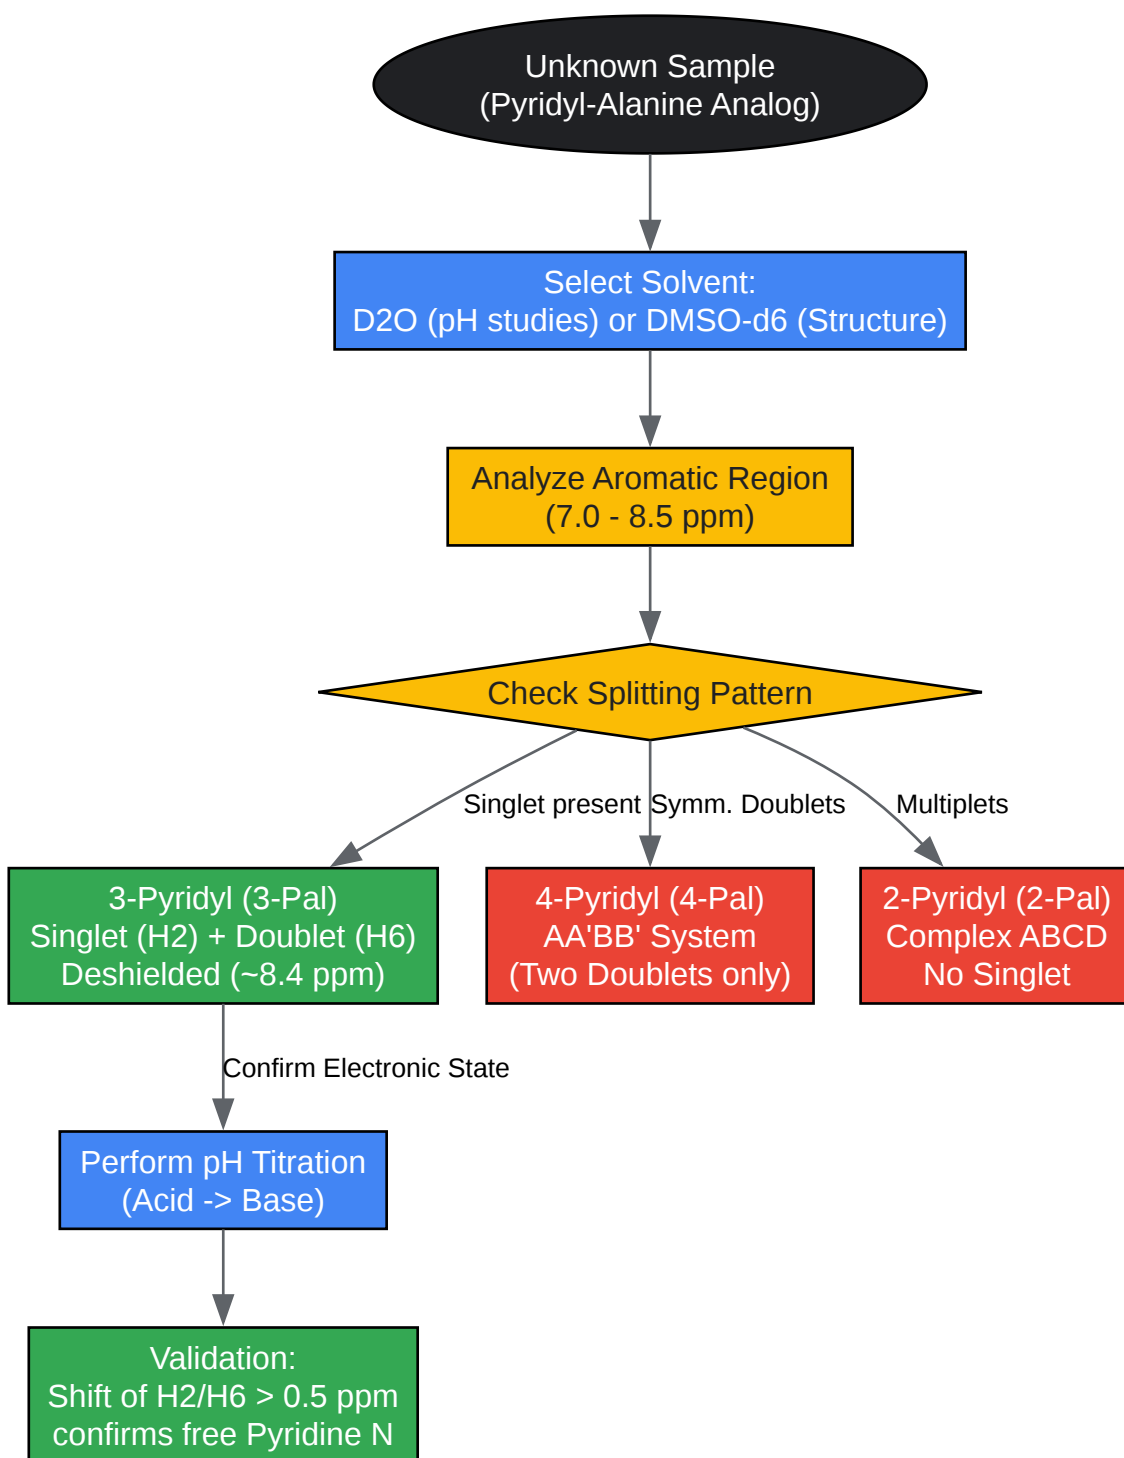 Unknown Sample
(Pyridyl-Alanine Analog)
Select Solvent:
D2O (pH studies) or DMSO-d6 (Structure)
Analyze Aromatic Region
(7.0 - 8.5 ppm)
Check Splitting Pattern
Singlet present
Symm. Doublets
Multiplets
3-Pyridyl (3-Pal)
Singlet (H2) + Doublet (H6)
Deshielded (~8.4 ppm)
4-Pyridyl (4-Pal)
AA'BB' System
(Two Doublets only)
2-Pyridyl (2-Pal)
Complex ABCD
No Singlet
Confirm Electronic State
Perform pH Titration
(Acid -> Base)
Validation:
Shift of H2/H6 > 0.5 ppm
confirms free Pyridine N